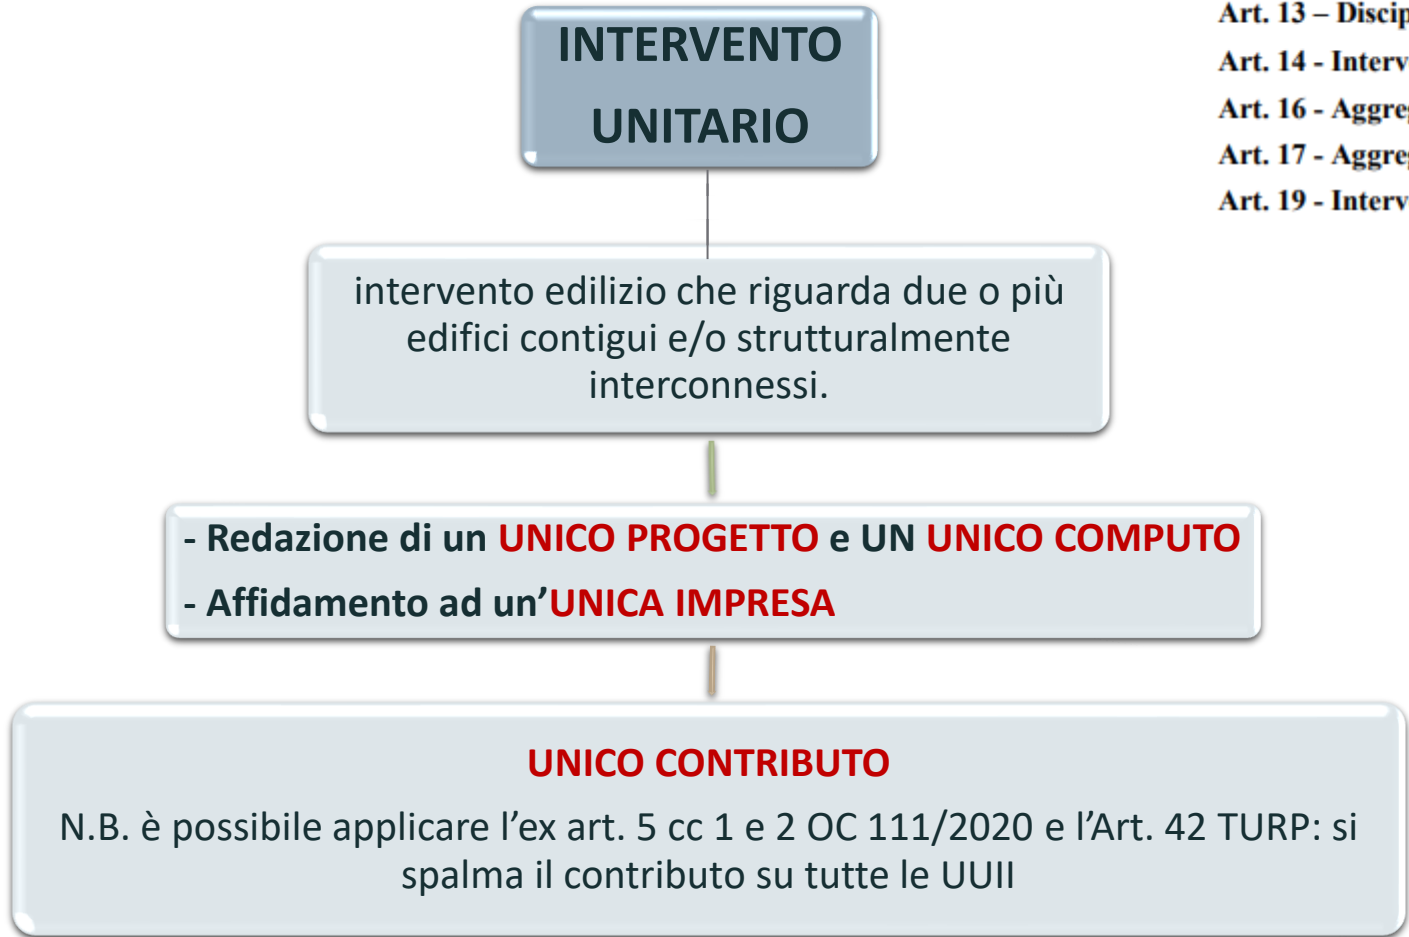 INTERVENTO
UNITARIO
Art. 13 –
Art. 14 -
Art. 16 -
Art. 17 -
Art. 19 -
intervento edilizio che riguarda due o più
edifici contigui e/o strutturalmente
interconnessi.
- Redazione di un UNICO PROGETTO e UN UNICO COMPUTO
- Affidamento ad un’UNICA IMPRESA
UNICO CONTRIBUTO
N.B. è possibile applicare l’ex art. 5 cc 1 e 2 OC 111/2020 e l’Art. 42 TURP: si
spalma il contributo su tutte le UUII